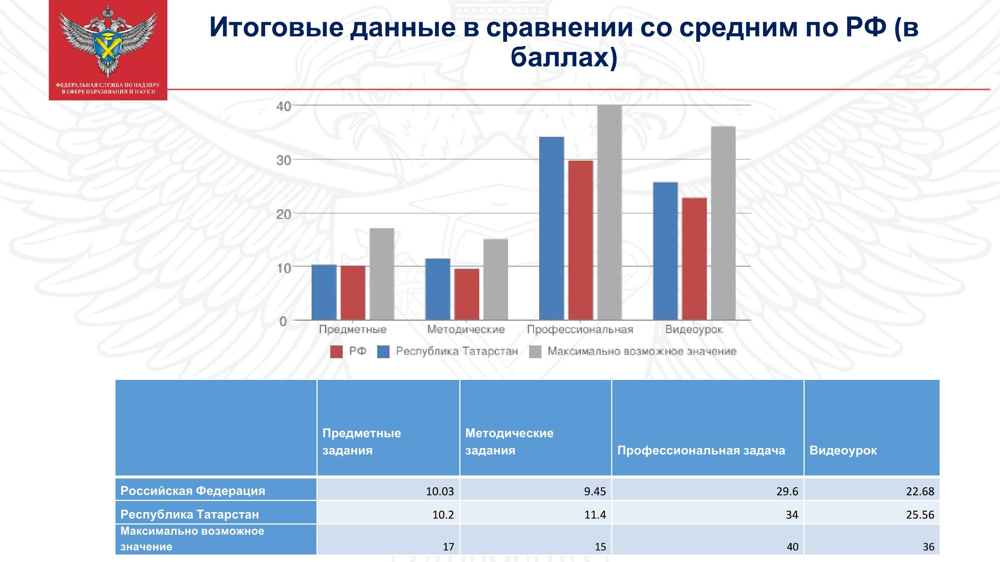 Итоговые данные в сравнении со средним по РФ (в
баллах)
ФЕДЕРАЛЬНАЯ СЛУЖБА ПО НАДЗОРУ
В СФЕРЕ ОБРАЗОВАНИЯ И НАУКИ
40
30
20
10
0
Предметные Методические Профессиональная Видеоурок
РФ Республика Татарстан Максимально возможное значение
Предметные
задания
Методические
задания
Профессиональная задача
Видеоурок
Российская Федерация 10.03 9.45 29.6 22.68
Республика Татарстан 10.2 11.4 34 25.56
Максимально возможное
значение 17 15 40 36